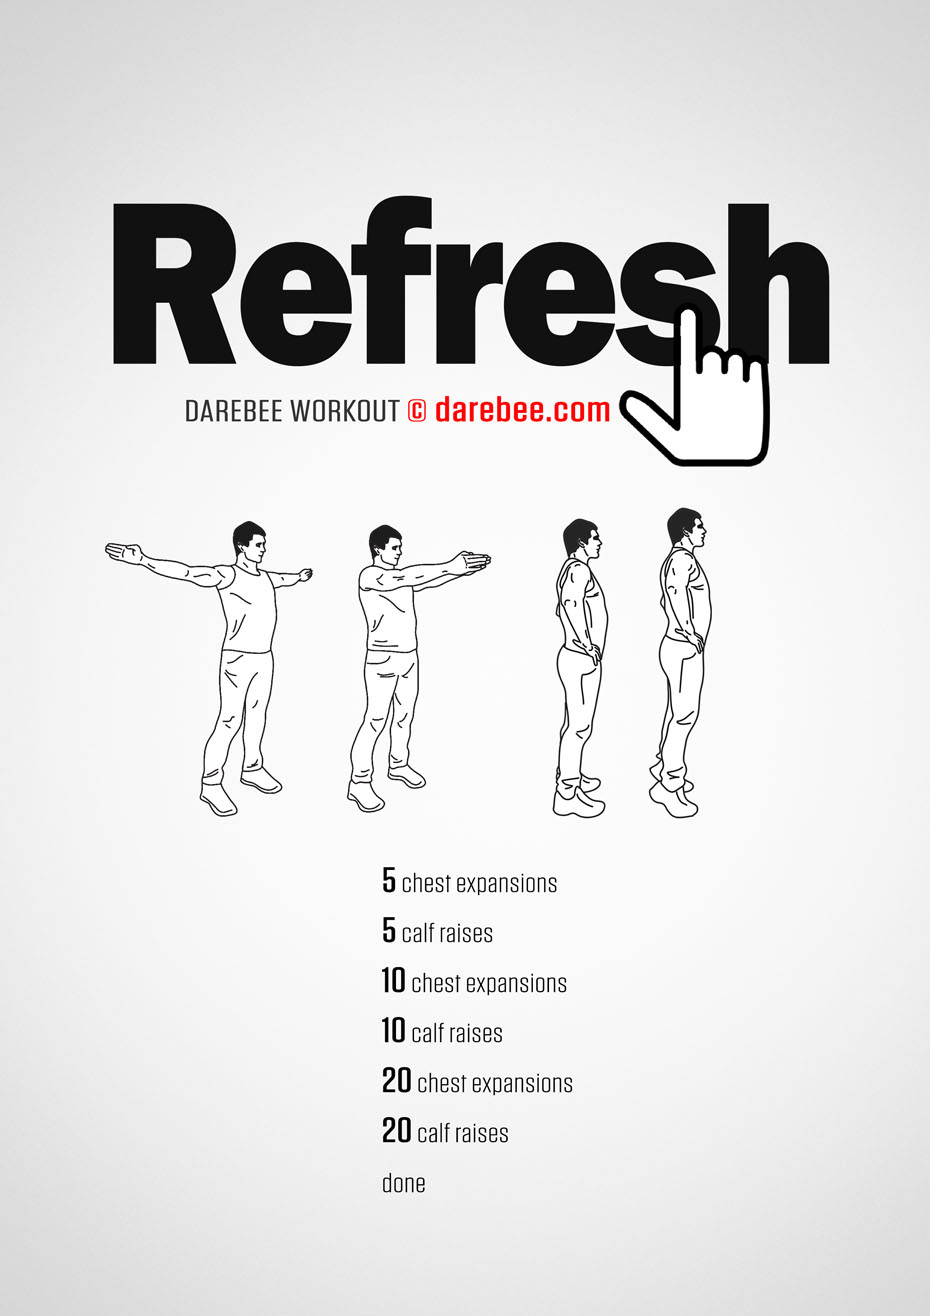 Refresh
DAREBEE WORKOUT © darebee.com
5 chest expansions
5 calf raises
10 chest expansions
10 calf raises
20 chest expansions
20 calf raises
done